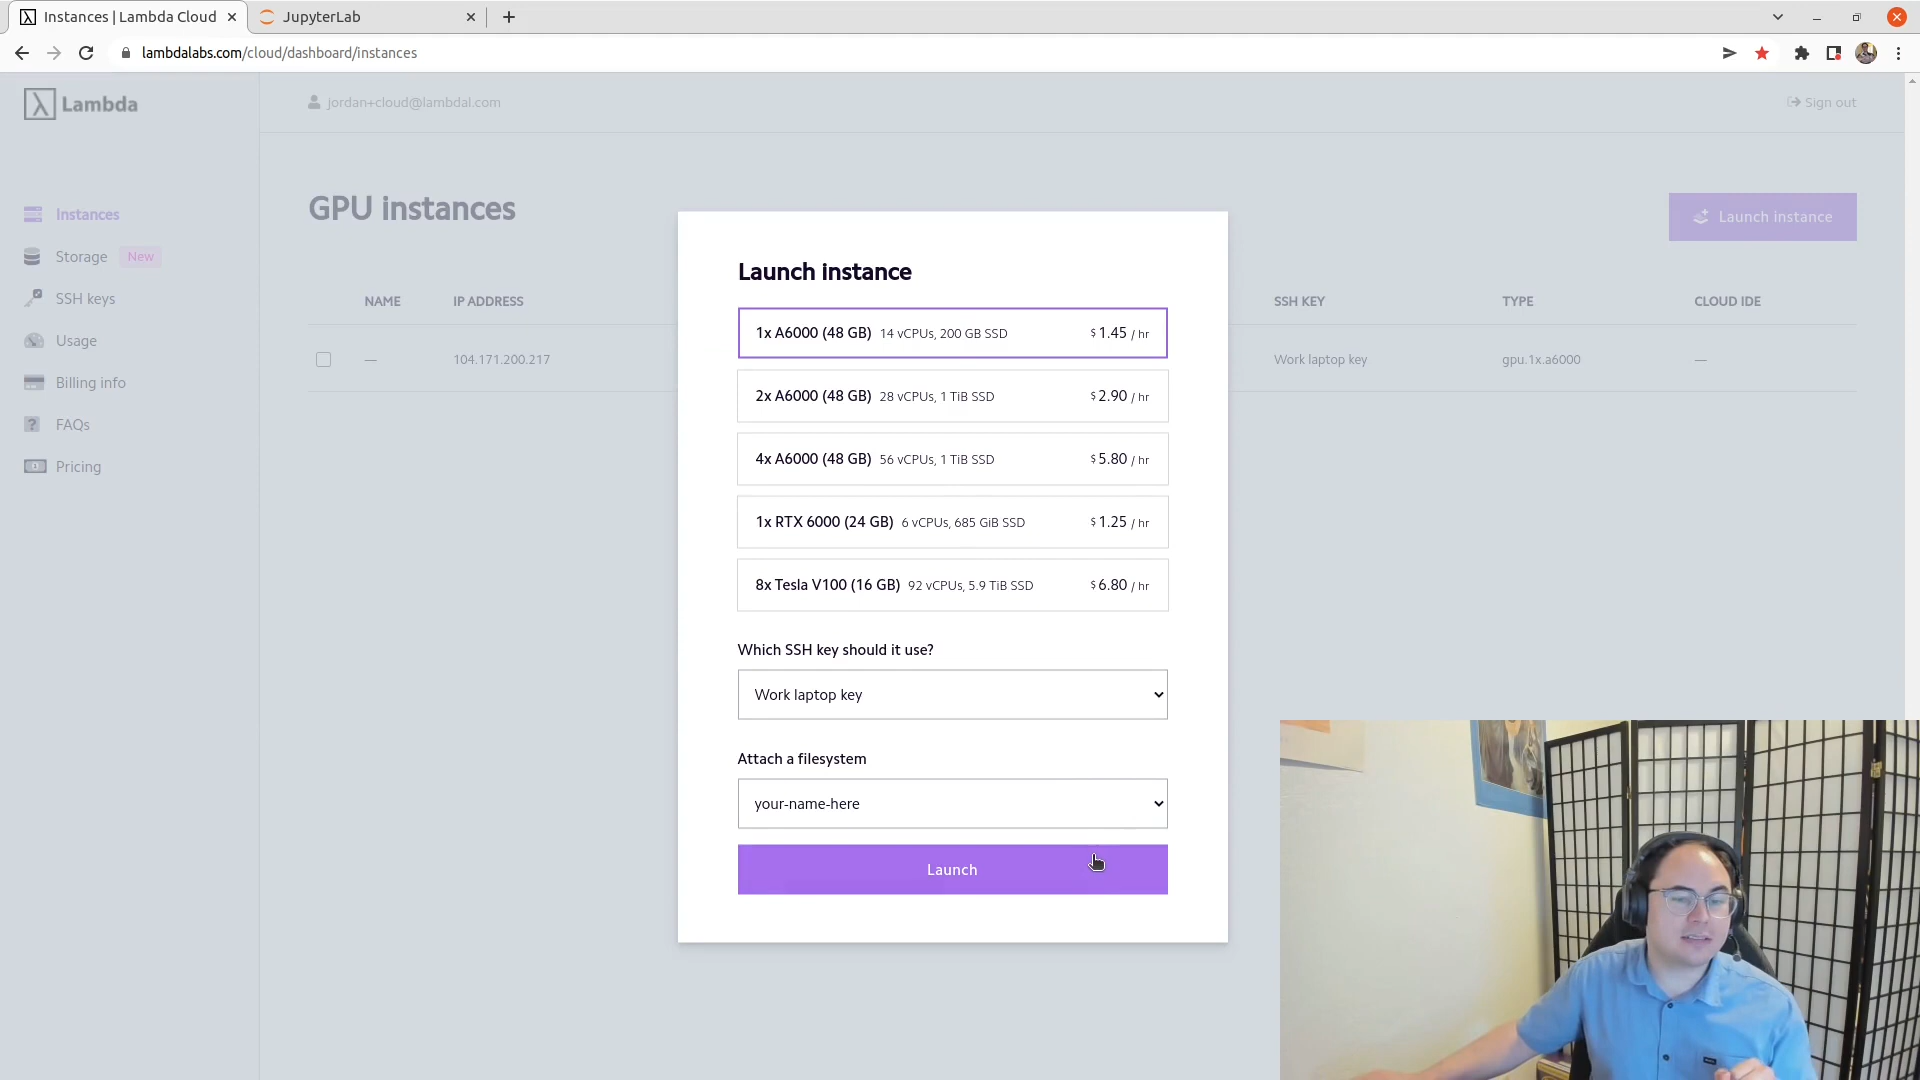 Instances | Lambda Cloud
JupyterLab
lambdalabs.com/cloud/dashboard/instances
Lambda
jordan+cloud@lambdal.com
Sign out
Instances
Storage New
SSH keys
Usage
Billing info
FAQs
Pricing
GPU instances
Launch instance
NAME IP ADDRESS SSH KEY TYPE CLOUD IDE
— 104.171.200.217 Work laptop key gpu.1x.a6000 —
Launch instance
1x A6000 (48 GB) 14 vCPUs, 200 GB SSD $ 1.45 / hr
2x A6000 (48 GB) 28 vCPUs, 1 TiB SSD $ 2.90 / hr
4x A6000 (48 GB) 56 vCPUs, 1 TiB SSD $ 5.80 / hr
1x RTX 6000 (24 GB) 6 vCPUs, 685 GiB SSD $ 1.25 / hr
8x Tesla V100 (16 GB) 92 vCPUs, 5.9 TiB SSD $ 6.80 / hr
Which SSH key should it use?
Work laptop key
Attach a filesystem
your-name-here
Launch